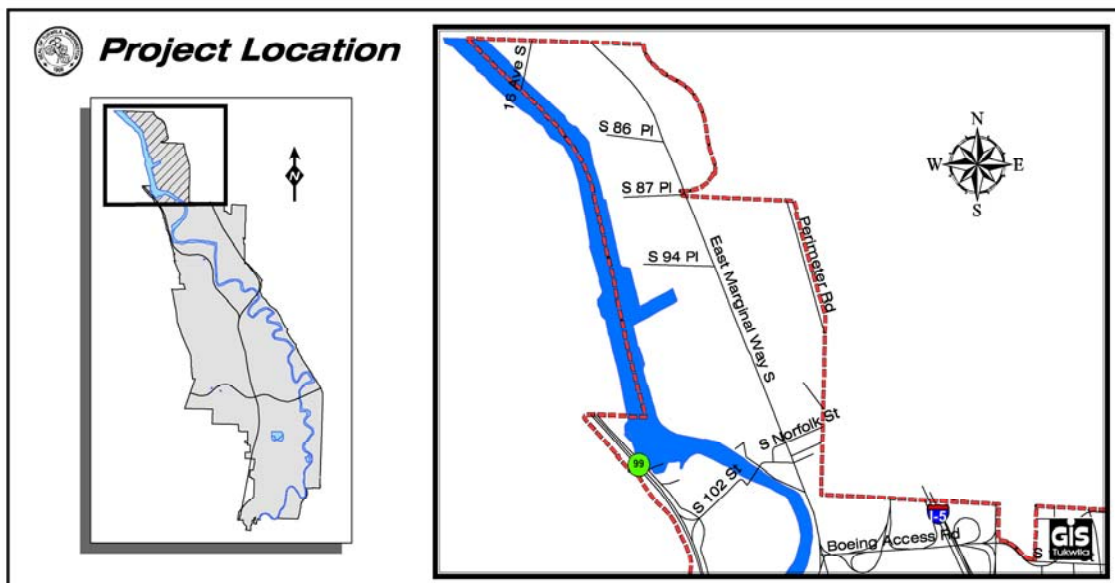 Project Location
N
16 Ave S
S 86 Pl
N
W E
S
S 87 Pl
Perimeter Rd
East Marginal Way S
S 94 Pl
S Norfolk St
99
S 102 St
I-5
Boeing Access Rd
GIS
Tukwila
S